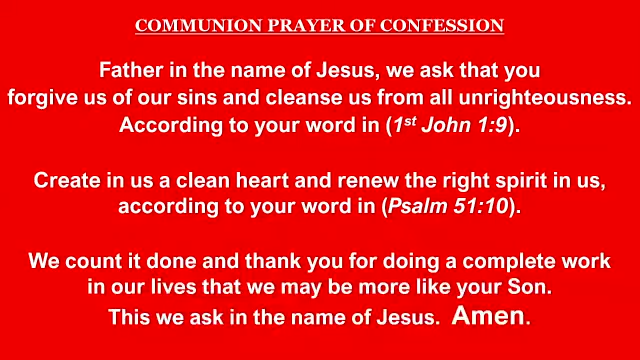 COMMUNION PRAYER OF CONFESSION
Father in the name of Jesus, we ask that you
forgive us of our sins and cleanse us from all unrighteousness.
According to your word in (1st John 1:9).
Create in us a clean heart and renew the right spirit in us,
according to your word in (Psalm 51:10).
We count it done and thank you for doing a complete work
in our lives that we may be more like your Son.
This we ask in the name of Jesus.  Amen.